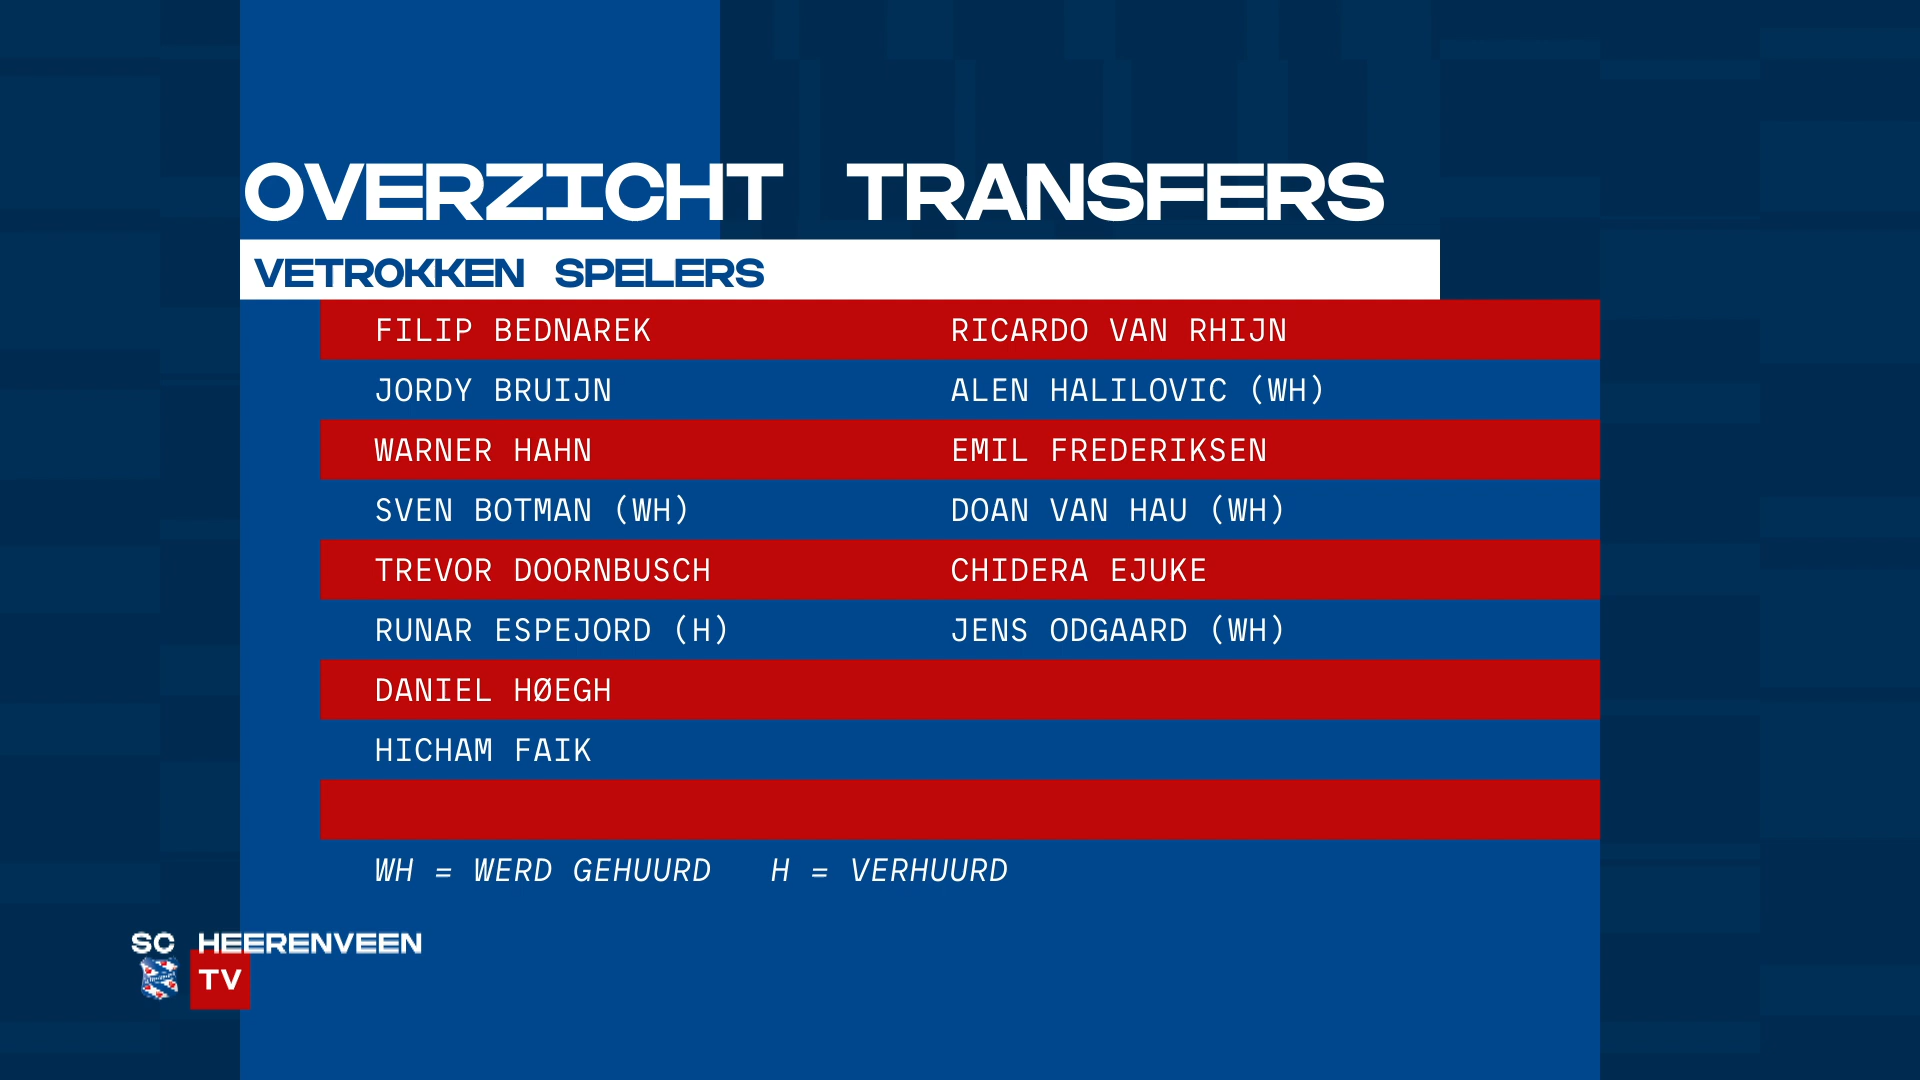 OVERZICHT TRANSFERS
VETROKKEN SPELERS
FILIP BEDNAREK RICARDO VAN RHIJN
JORDY BRUIJN ALEN HALILOVIC (WH)
WARNER HAHN EMIL FREDERIKSEN
SVEN BOTMAN (WH) DOAN VAN HAU (WH)
TREVOR DOORNBUSCH CHIDERA EJUKE
RUNAR ESPEJORD (H) JENS ODGAARD (WH)
DANIEL HØEGH
HICHAM FAIK
WH = WERD GEHUURD H = VERHUURD
SC HEERENVEEN
TV